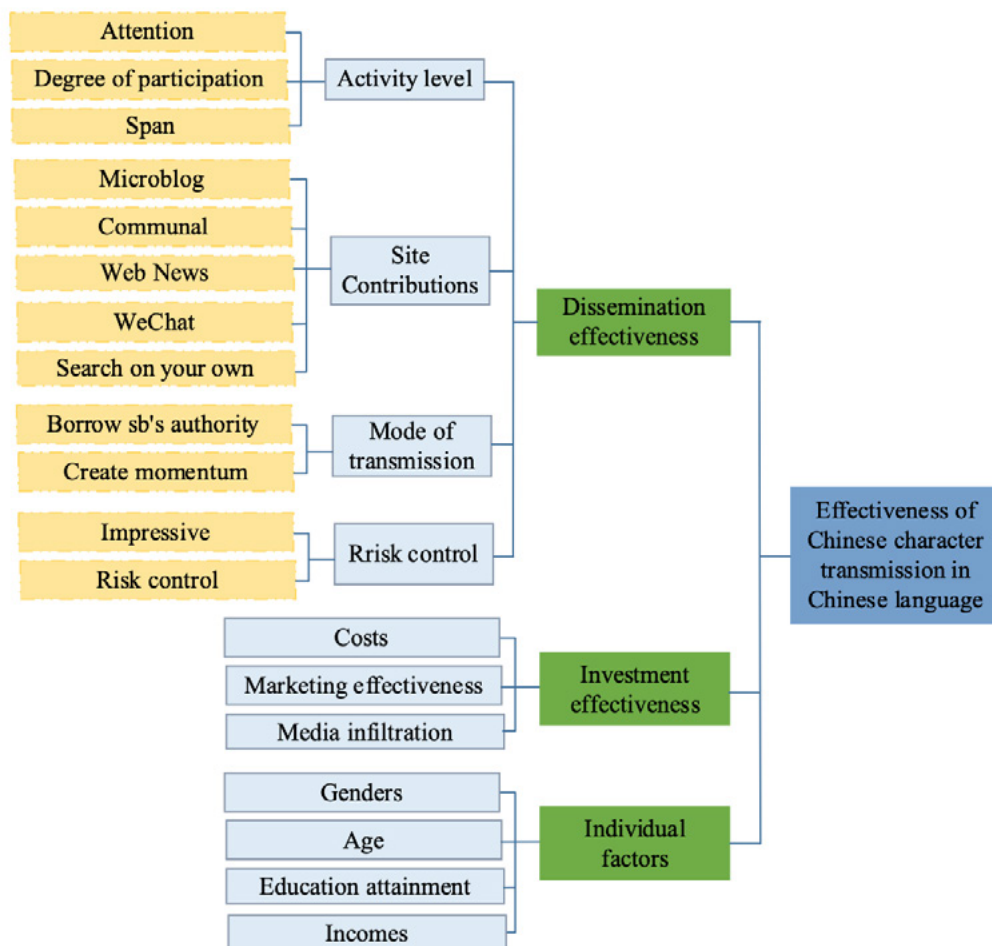 Attention
Degree of participation
Span
Activity level
Microblog
Communal
Web News
WeChat
Search on your own
Site
Contributions
Borrow sb's authority
Create momentum
Mode of
transmission
Impressive
Risk control
Rrisk control
Dissemination
effectiveness
Costs
Marketing effectiveness
Media infiltration
Investment
effectiveness
Genders
Age
Education attainment
Incomes
Individual
factors
Effectiveness of
Chinese character
transmission in
Chinese language